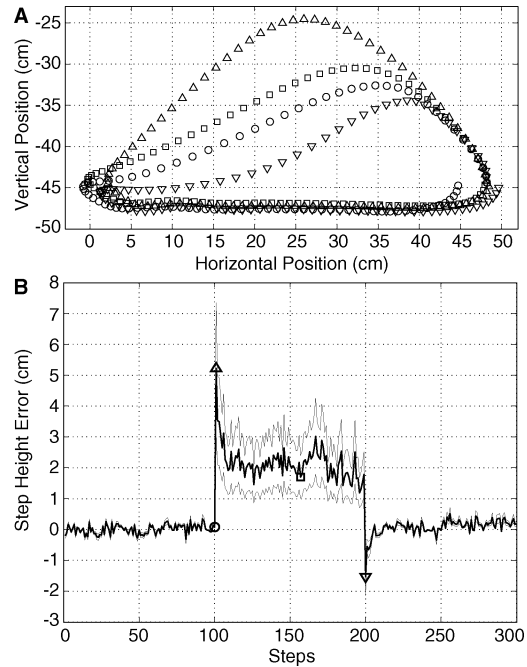 A
-25
-30
-35
-40
-45
-50
Vertical Position (cm)
0 5 10 15 20 25 30 35 40 45 50
Horizontal Position (cm)
B
8
7
6
5
4
3
2
1
0
-1
-2
-3
Step Height Error (cm)
0 50 100 150 200 250 300
Steps